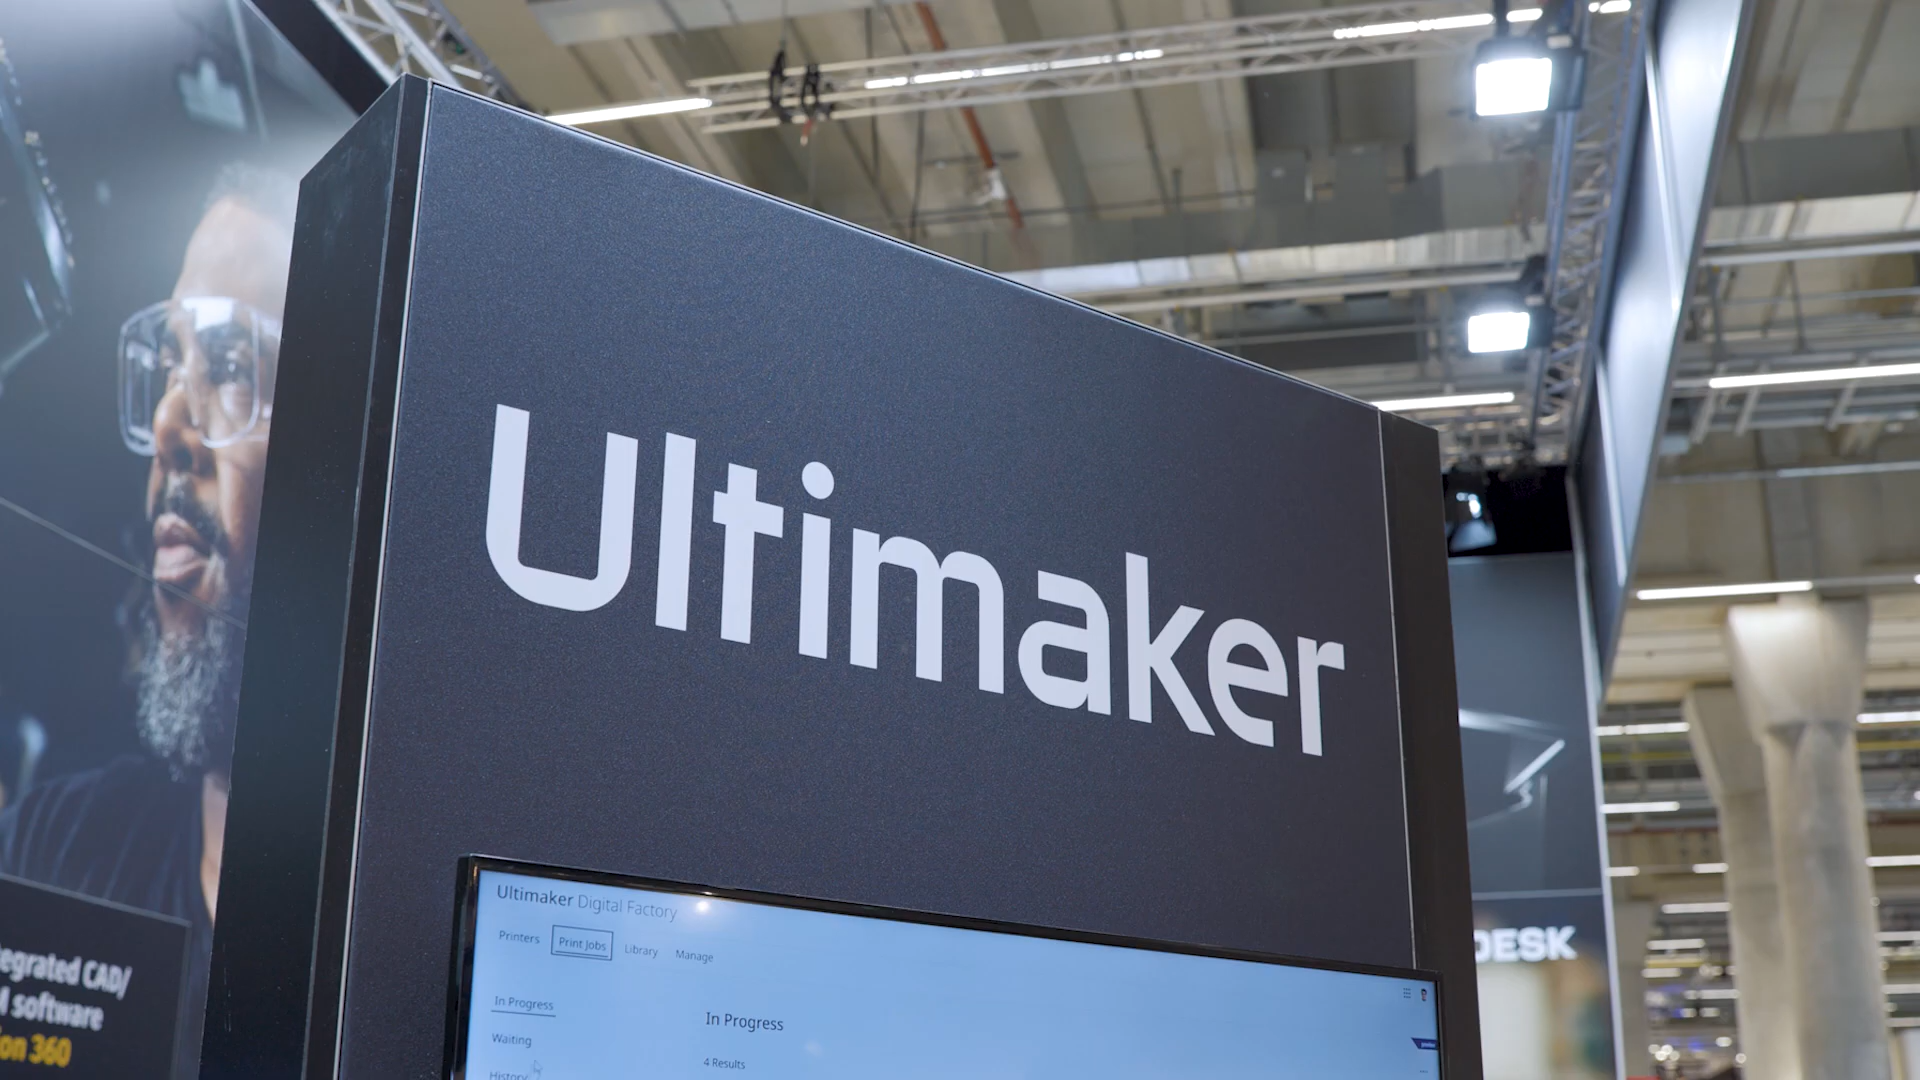 Ultimaker
Ultimaker Digital Factory
Printers Print Jobs Library Manage
In Progress
Waiting
History
In Progress
4 Results
tegrated CAD/
software
on 360
DESK